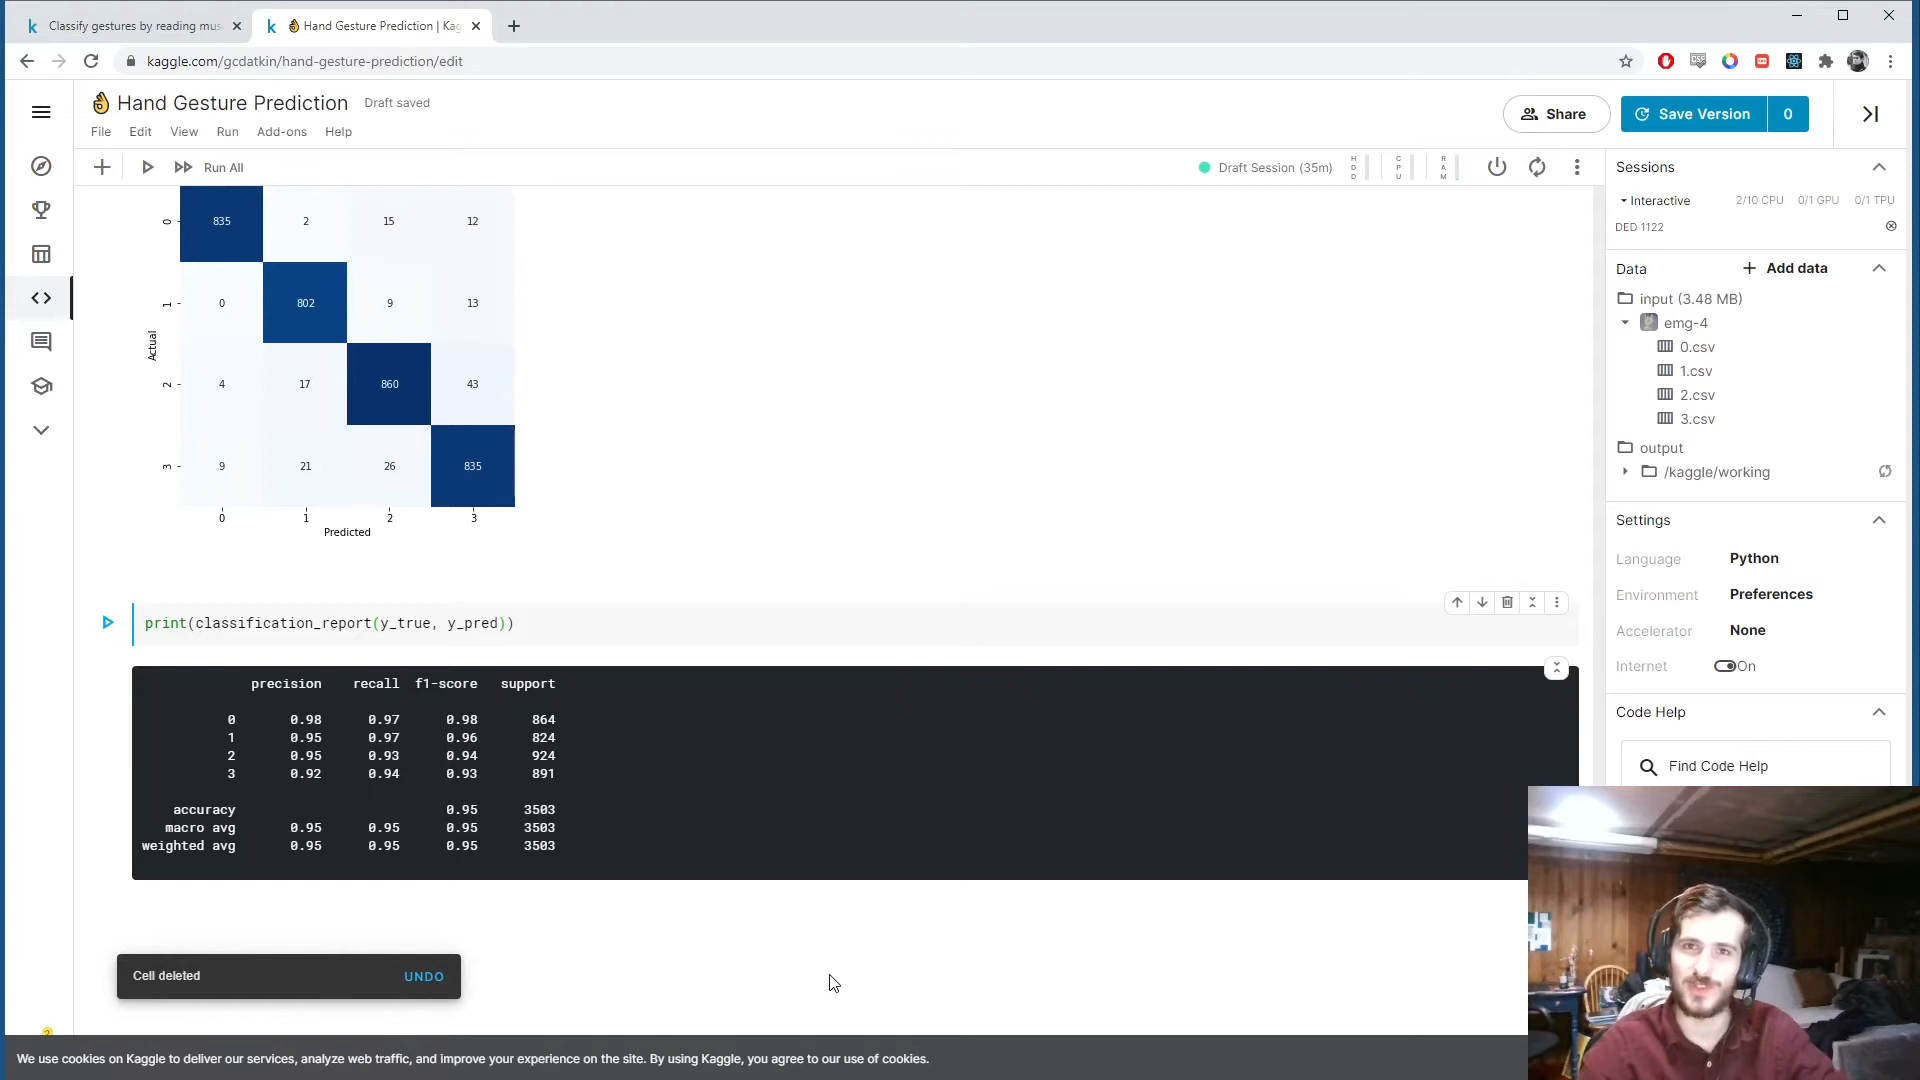 Classify gestures by reading mus
Hand Gesture Prediction | Kag
kaggle.com/gcdatkin/hand-gesture-prediction/edit
Hand Gesture Prediction
Draft saved
Share
Save Version
0
File
Edit
View
Run
Add-ons
Help
Run All
Draft Session (35m)
HDD
CPU
RAM
Sessions
Interactive
2/10 CPU
0/1 GPU
0/1 TPU
DED 1122
Data
Add data
input (3.48 MB)
emg-4
0.csv
1.csv
2.csv
3.csv
output
/kaggle/working
Settings
Language Python
Environment Preferences
Accelerator None
Internet On
Code Help
Find Code Help
0 835 2 15 12
1 0 802 9 13
Actual
2 4 17 860 43
3 9 21 26 835
0 1 2 3
Predicted
print(classification_report(y_true, y_pred))
precision recall f1-score support
0 0.98 0.97 0.98 864
1 0.95 0.97 0.96 824
2 0.95 0.93 0.94 924
3 0.92 0.94 0.93 891
accuracy 0.95 3503
macro avg 0.95 0.95 0.95 3503
weighted avg 0.95 0.95 0.95 3503
Cell deleted
UNDO
We use cookies on Kaggle to deliver our services, analyze web traffic, and improve your experience on the site. By using Kaggle, you agree to our use of cookies.